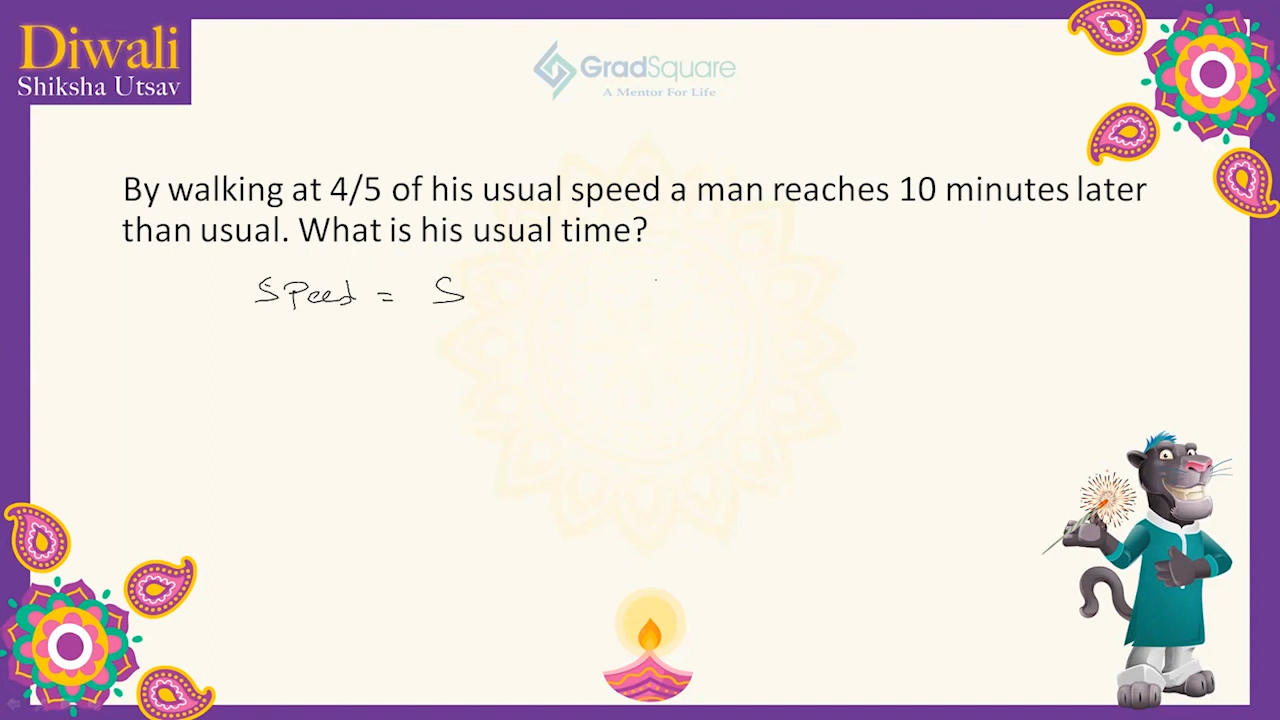 Diwali
Shiksha Utsav
GradSquare
A Mentor For Life
By walking at 4/5 of his usual speed a man reaches 10 minutes later
than usual. What is his usual time?
Speed = S